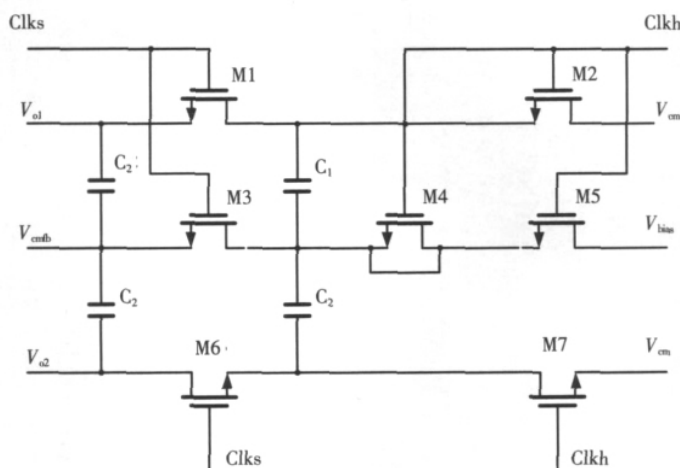 Clks
Clkh
M1
M2
Vo1
Vcm
C2
C1
M3
M4
M5
Vcmfb
Vbias
C2
C2
Vo2
M6
M7
Vcm
Clks
Clkh